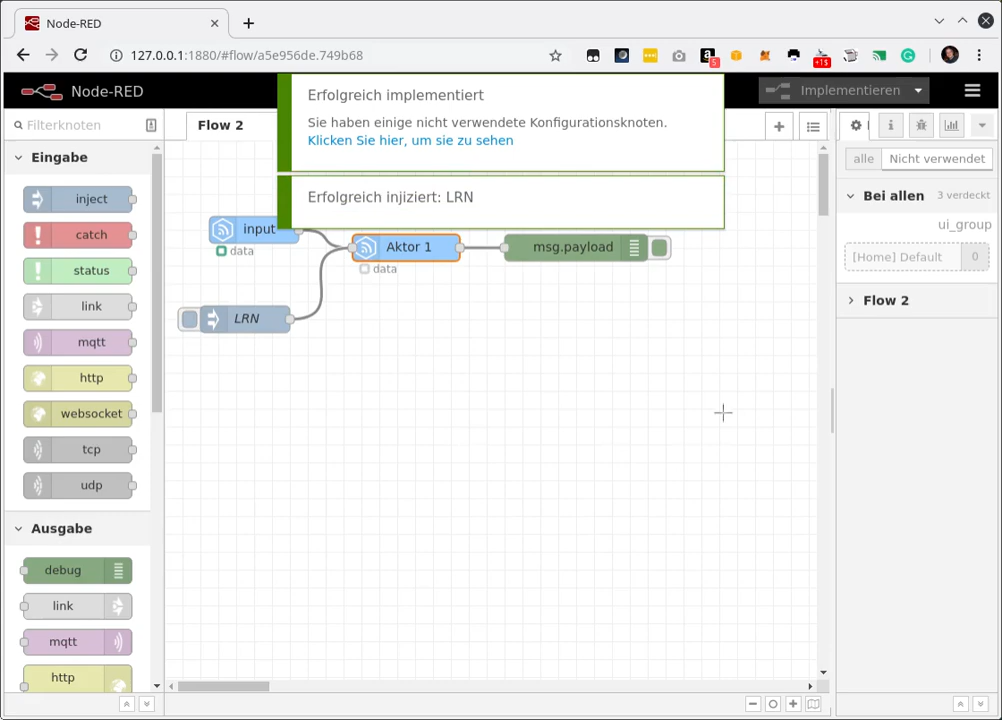 Node-RED
127.0.0.1:1880/#flow/a5e956de.749b68
5
+15
Node-RED
Implementieren
Erfolgreich implementiert
Sie haben einige nicht verwendete Konfigurationsknoten.
Klicken Sie hier, um sie zu sehen
Erfolgreich injiziert: LRN
Filterknoten
Flow 2
Eingabe
inject
catch
status
link
mqtt
http
websocket
tcp
udp
Ausgabe
debug
link
mqtt
http
input
data
Aktor 1
data
msg.payload
LRN
alle
Nicht verwendet
Bei allen
3 verdeckt
ui_group
[Home] Default
0
Flow 2